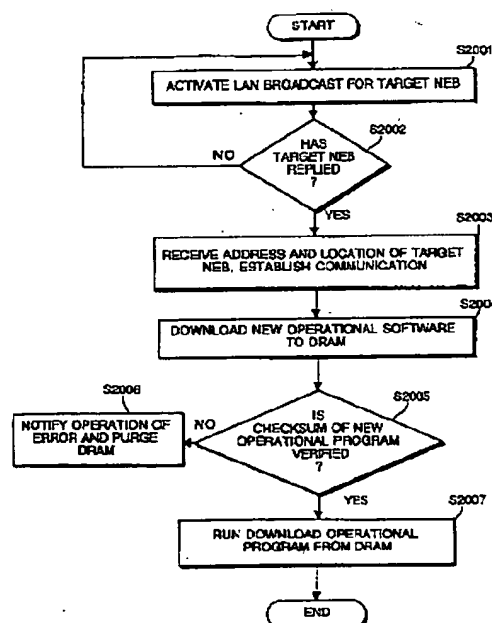 START
S2001
ACTIVATE LAN BROADCAST FOR TARGET NEB
S2002
HAS
TARGET NEB
REPLIED
?
NO
YES
S2003
RECEIVE ADDRESS AND LOCATION OF TARGET
NEB, ESTABLISH COMMUNICATION
S200
DOWNLOAD NEW OPERATIONAL SOFTWARE
TO DRAM
S2006
NOTIFY OPERATION OF
ERROR AND PURGE
DRAM
NO
S2005
IS
CHECKSUM OF NEW
OPERATIONAL PROGRAM
VERIFIED
?
YES
S2007
RUN DOWNLOAD OPERATIONAL
PROGRAM FROM DRAM
END